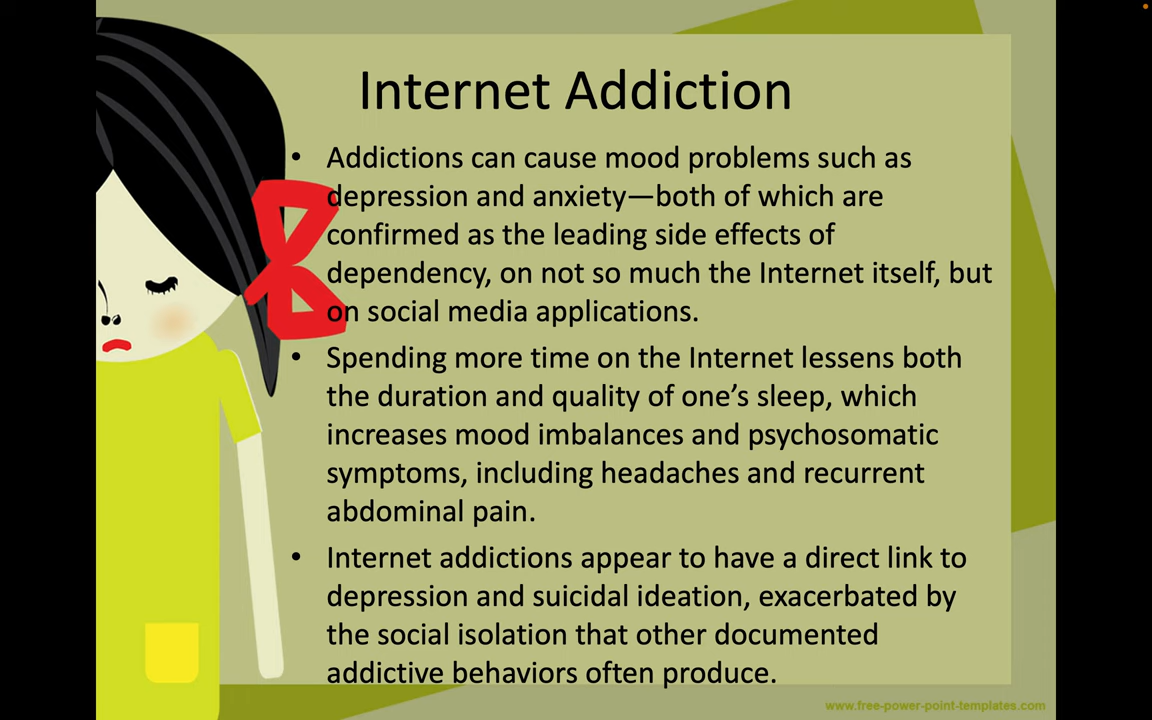 Internet Addiction
• Addictions can cause mood problems such as
depression and anxiety—both of which are
confirmed as the leading side effects of
dependency, on not so much the Internet itself, but
on social media applications.
• Spending more time on the Internet lessens both
the duration and quality of one’s sleep, which
increases mood imbalances and psychosomatic
symptoms, including headaches and recurrent
abdominal pain.
• Internet addictions appear to have a direct link to
depression and suicidal ideation, exacerbated by
the social isolation that other documented
addictive behaviors often produce.
www.free-power-point-templates.com